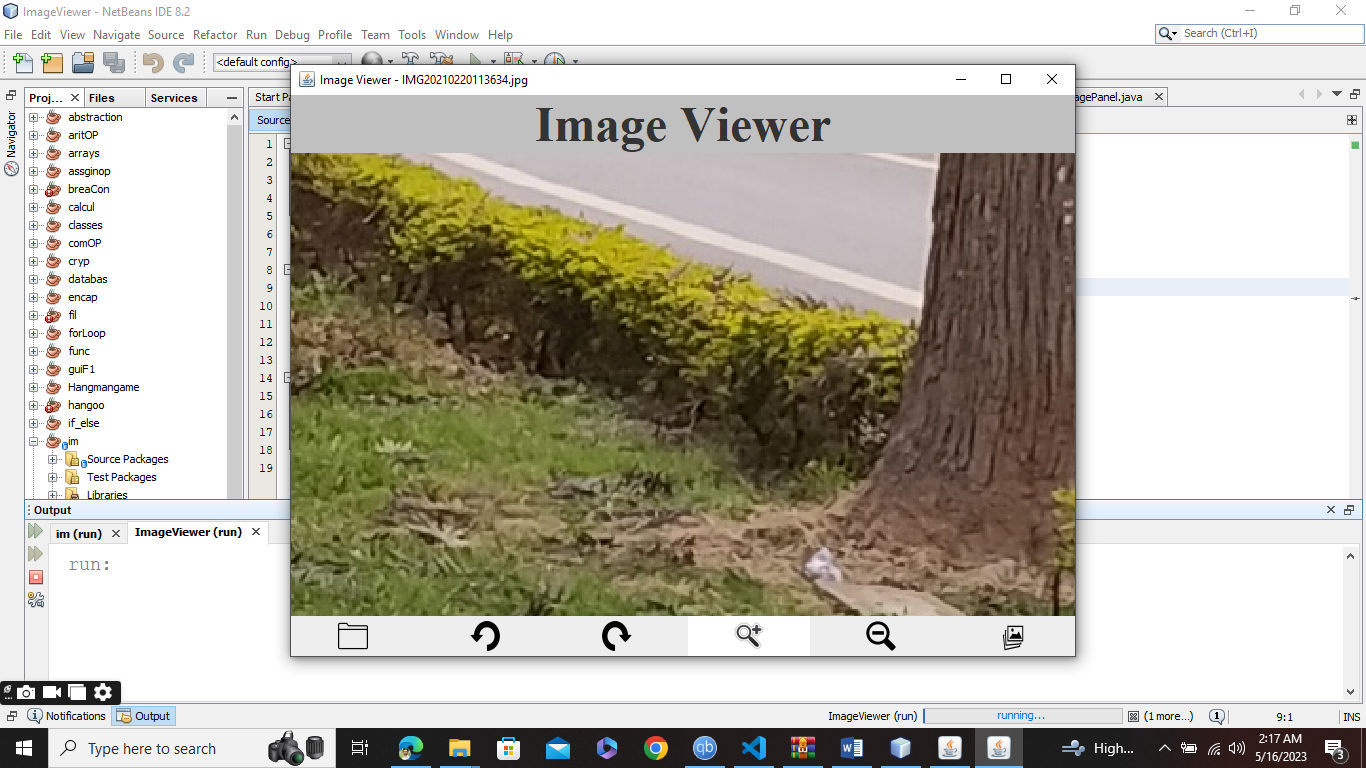 ImageViewer - NetBeans IDE 8.2
File Edit View Navigate Source Refactor Run Debug Profile Team Tools Window Help
Search (Ctrl+I)
<default config>
Image Viewer - IMG20210220113634.jpg
Proj... Files Services
Start Pa
agePanel.java
Navigator
Source
Image Viewer
abstraction
aritOP
arrays
assginop
breaCon
calcul
classes
comOP
cryp
databas
encap
fil
forLoop
func
guiF1
Hangmangame
hangoo
if_else
im
Source Packages
Test Packages
Libraries
1
2
3
4
5
6
7
8
9
10
11
12
13
14
15
16
17
18
19
Output
im (run) ImageViewer (run)
run:
Notifications Output
ImageViewer (run) running... (1 more...) 1 9:1 INS
Type here to search
qb
W
High...
2:17 AM
5/16/2023
3